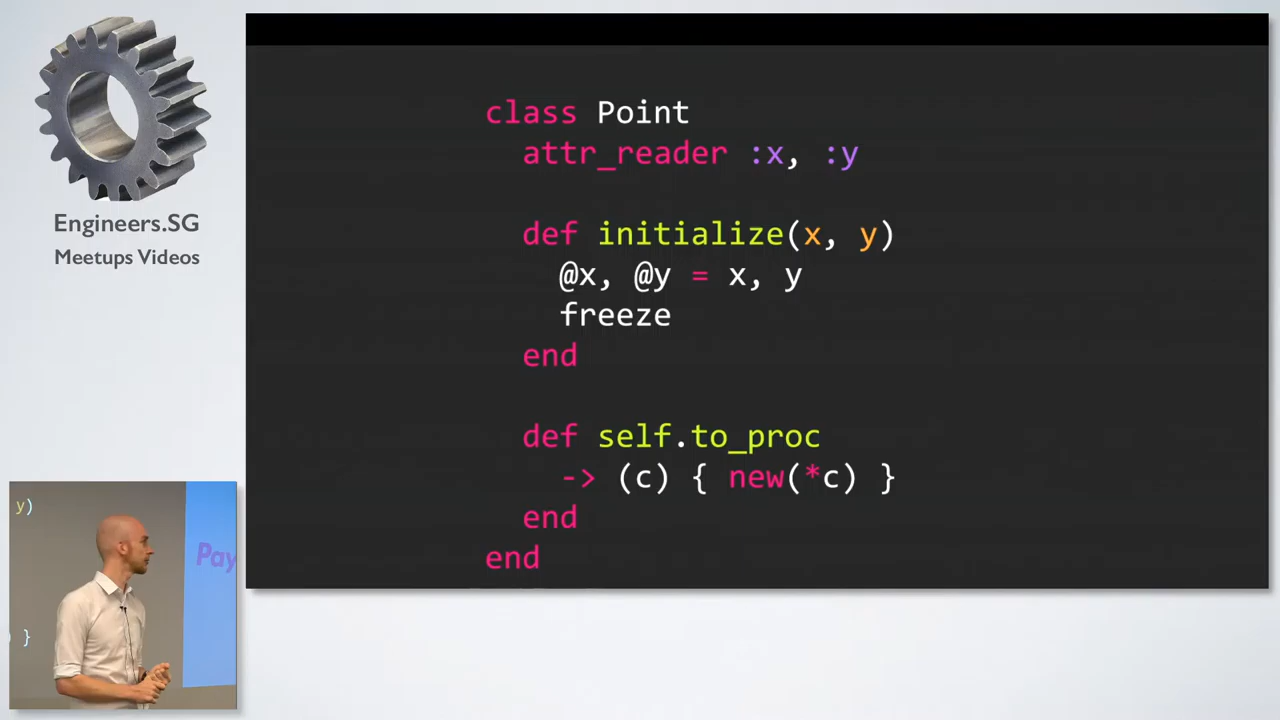 Engineers.SG
Meetups Videos
class Point
  attr_reader :x, :y

  def initialize(x, y)
    @x, @y = x, y
    freeze
  end

  def self.to_proc
    -> (c) { new(*c) }
  end
end
y)
) }
Pay